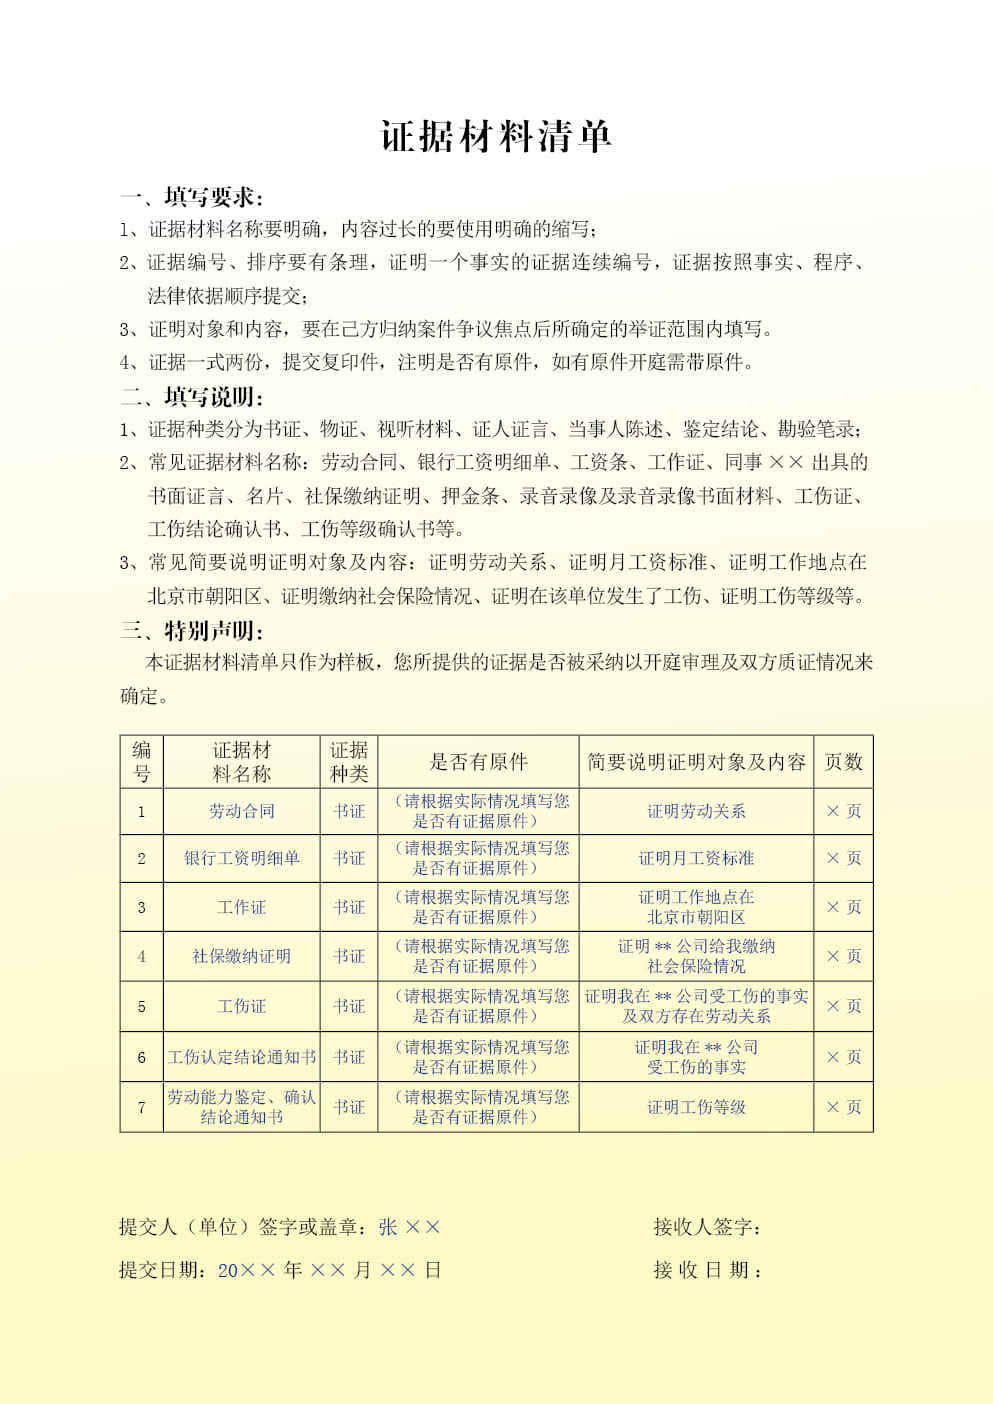 证据材料清单
一、填写要求：
1、证据材料名称要明确，内容过长的要使用明确的缩写；
2、证据编号、排序要有条理，证明一个事实的证据连续编号，证据按照事实、程序、
法律依据顺序提交；
3、证明对象和内容，要在己方归纳案件争议焦点后所确定的举证范围内填写。
4、证据一式两份，提交复印件，注明是否有原件，如有原件开庭需带原件。
二、填写说明：
1、证据种类分为书证、物证、视听材料、证人证言、当事人陈述、鉴定结论、勘验笔录；
2、常见证据材料名称：劳动合同、银行工资明细单、工资条、工作证、同事××出具的
书面证言、名片、社保缴纳证明、押金条、录音录像及录音录像书面材料、工伤证、
工伤结论确认书、工伤等级确认书等。
3、常见简要说明证明对象及内容：证明劳动关系、证明月工资标准、证明工作地点在
北京市朝阳区、证明缴纳社会保险情况、证明在该单位发生了工伤、证明工伤等级等。
三、特别声明：
本证据材料清单只作为样板，您所提供的证据是否被采纳以开庭审理及双方质证情况来
确定。
编号 证据材料名称 证据种类 是否有原件 简要说明证明对象及内容 页数
1 劳动合同 书证 （请根据实际情况填写您是否有证据原件） 证明劳动关系 ×页
2 银行工资明细单 书证 （请根据实际情况填写您是否有证据原件） 证明月工资标准 ×页
3 工作证 书证 （请根据实际情况填写您是否有证据原件） 证明工作地点在北京市朝阳区 ×页
4 社保缴纳证明 书证 （请根据实际情况填写您是否有证据原件） 证明**公司给我缴纳社会保险情况 ×页
5 工伤证 书证 （请根据实际情况填写您是否有证据原件） 证明我在**公司受工伤的事实及双方存在劳动关系 ×页
6 工伤认定结论通知书 书证 （请根据实际情况填写您是否有证据原件） 证明我在**公司受工伤的事实 ×页
7 劳动能力鉴定、确认结论通知书 书证 （请根据实际情况填写您是否有证据原件） 证明工伤等级 ×页
提交人（单位）签字或盖章：张×× 接收人签字：
提交日期：20××年××月××日 接收日期：